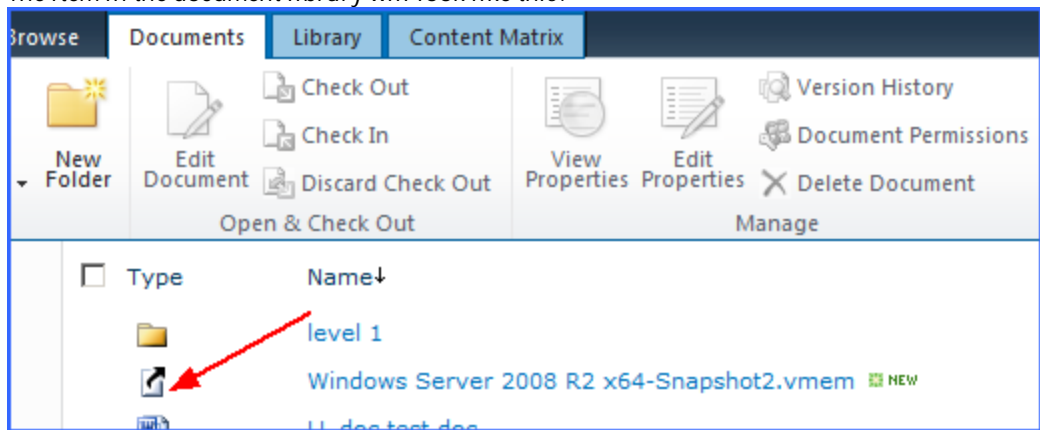 Browse Documents Library Content Matrix
New Folder
Edit Document
Check Out
Check In
Discard Check Out
Open & Check Out
View Properties
Edit Properties
Version History
Document Permissions
Delete Document
Manage
Type Name
level 1
Windows Server 2008 R2 x64-Snapshot2.vmem NEW